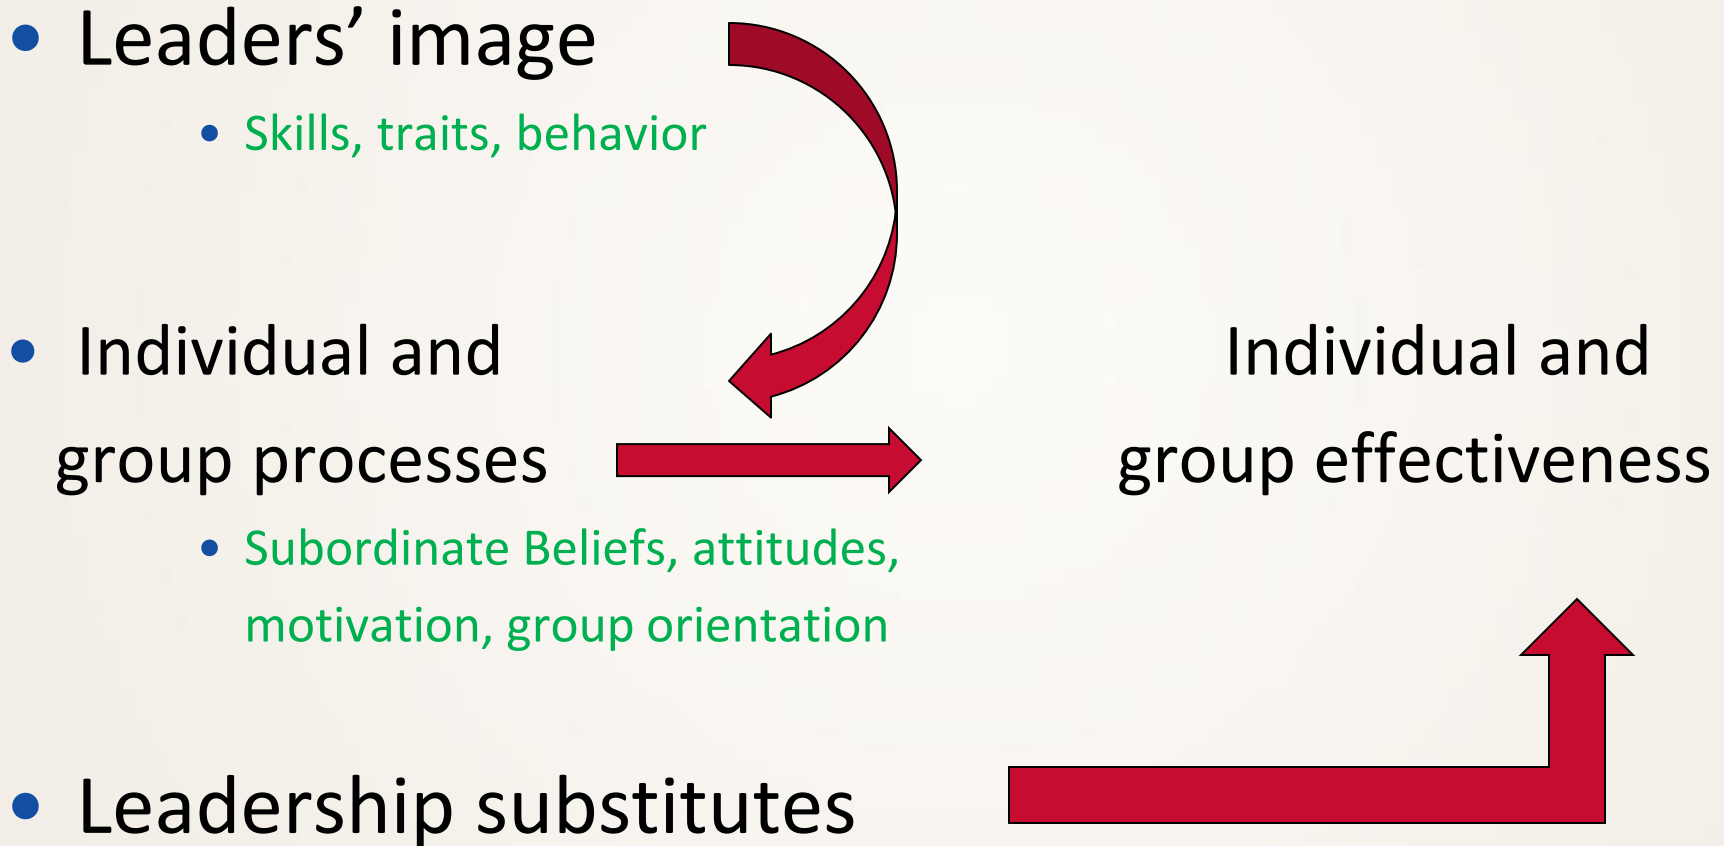 • Leaders’ image
• Skills, traits, behavior
• Individual and
group processes
• Subordinate Beliefs, attitudes,
motivation, group orientation
Individual and
group effectiveness
• Leadership substitutes